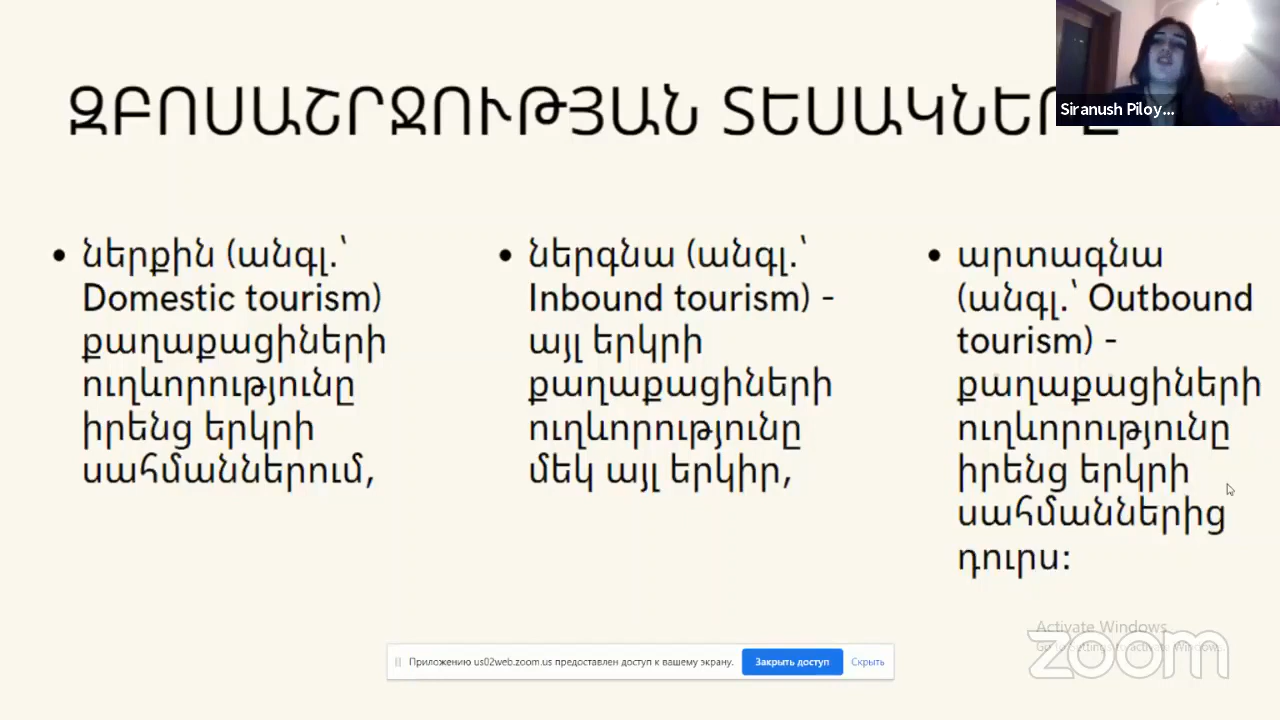 ԶԲՈՍԱՇՐՋՈՒԹՅԱՆ ՏԵՍԱԿՆԵՐԸ
Siranush Piloy...
• ներքին (անգլ.՝
Domestic tourism)
քաղաքացիների
ուղևորությունը
իրենց երկրի
սահմաններում,
• ներգնա (անգլ.՝
Inbound tourism) -
այլ երկրի
քաղաքացիների
ուղևորությունը
մեկ այլ երկիր,
• արտագնա
(անգլ.՝ Outbound
tourism) -
քաղաքացիների
ուղևորությունը
իրենց երկրի
սահմաններից
դուրս:
Activate Windows
zoom
Приложению us02web.zoom.us предоставлен доступ к вашему экрану. Закрыть доступ Скрыть